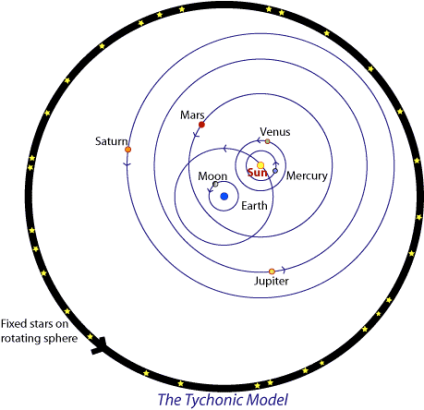 Mars
Venus
Saturn
Sun
Mercury
Moon
Earth
Jupiter
Fixed stars on
rotating sphere
The Tychonic Model